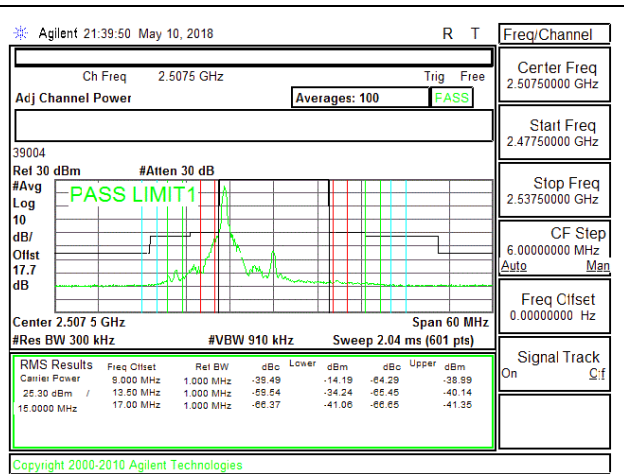 Agilent 21:39:50 May 10, 2018 R T
Freq/Channel
Ch Freq 2.5075 GHz Trig Free
Adj Channel Power Averages: 100 PASS
Center Freq
2.50750000 GHz
Start Freq
2.47750000 GHz
Stop Freq
2.53750000 GHz
CF Step
6.00000000 MHz
Auto Man
Freq Offset
0.00000000 Hz
Signal Track
On Off
39004
Ref 30 dBm #Atten 30 dB
#Avg
Log
10
dB/
Offst
17.7
dB
PASS LIMIT1
Center 2.507 5 GHz Span 60 MHz
#Res BW 300 kHz #VBW 910 kHz Sweep 2.04 ms (601 pts)
RMS Results Freq Offset Ref BW dBc Lower dBm dBc Upper dBm
Carrier Power 9.000 MHz 1.000 MHz -39.49 -14.19 -64.29 -38.99
25.30 dBm / 13.50 MHz 1.000 MHz -59.54 -34.24 -65.45 -40.14
15.0000 MHz 17.00 MHz 1.000 MHz -66.37 -41.06 -66.65 -41.35
Copyright 2000-2010 Agilent Technologies